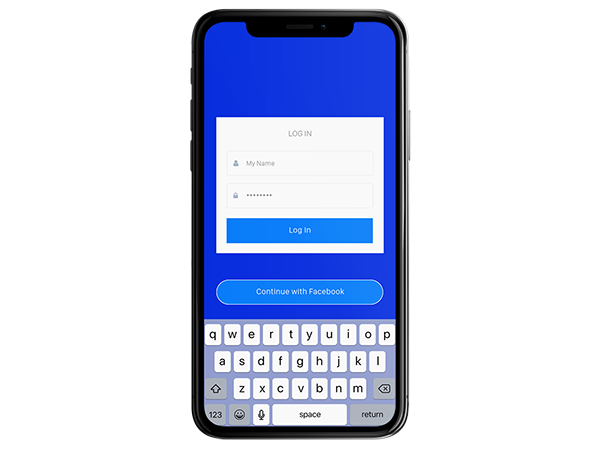 LOG IN
My Name
********
Log In
Continue with Facebook
q w e r t y u i o p
a s d f g h j k l
z x c v b n m
123 space return